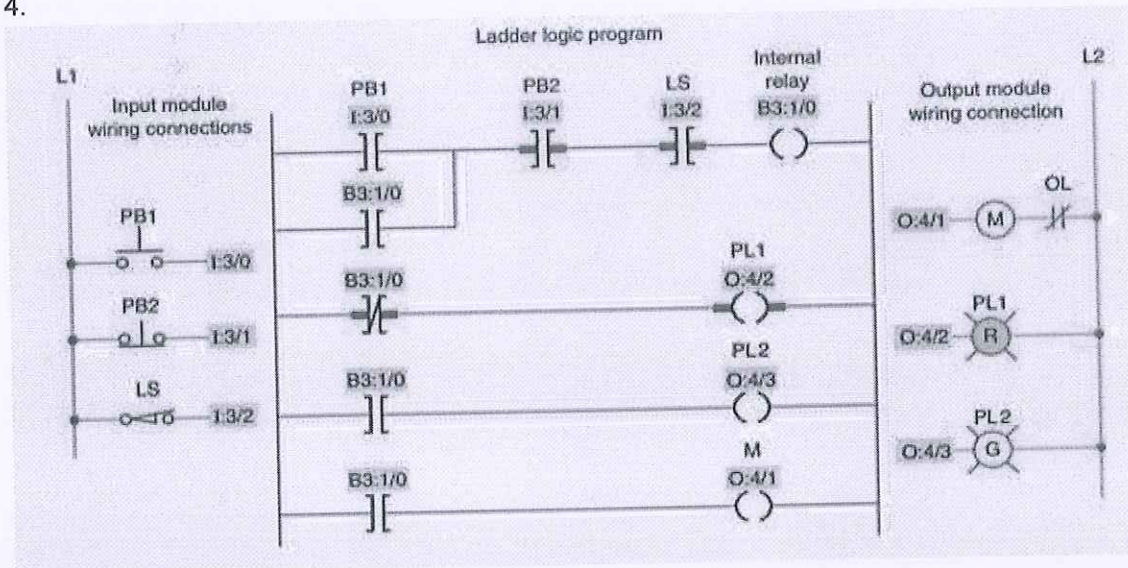 4.
Ladder logic program
L1
L2
Input module
wiring connections
PB1
I:3/0
PB2
I:3/1
LS
I:3/2
Internal
relay
B3:1/0
Output module
wiring connection
B3:1/0
PB1
I:3/0
PB2
I:3/1
LS
I:3/2
B3:1/0
PL1
O:4/2
B3:1/0
PL2
O:4/3
B3:1/0
M
O:4/1
O:4/1
M
OL
PL1
O:4/2
R
PL2
O:4/3
G